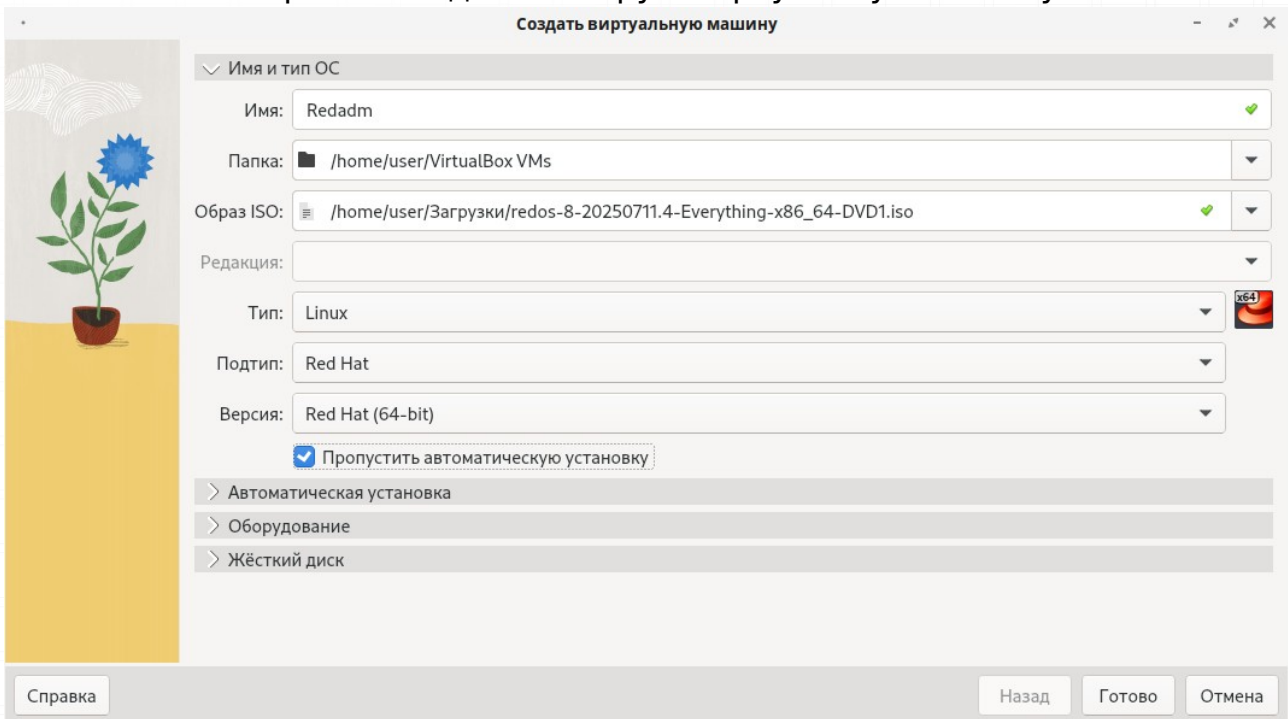 Создать виртуальную машину
Имя и тип ОС
Имя: Redadm
Папка: /home/user/VirtualBox VMs
Образ ISO: /home/user/Загрузки/redos-8-20250711.4-Everything-x86_64-DVD1.iso
Редакция:
Тип: Linux
x64
Подтип: Red Hat
Версия: Red Hat (64-bit)
Пропустить автоматическую установку
Автоматическая установка
Оборудование
Жёсткий диск
Справка Назад Готово Отмена